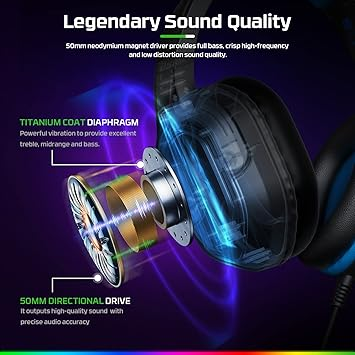 Legendary Sound Quality
50mm neodymium magnet driver provides full bass, crisp high-frequency
and low distortion sound quality.
TITANIUM COAT DIAPHRAGM
Powerful vibration to provide excellent
treble, midrange and bass.
50MM DIRECTIONAL DRIVE
It outputs high-quality sound with
precise audio accuracy